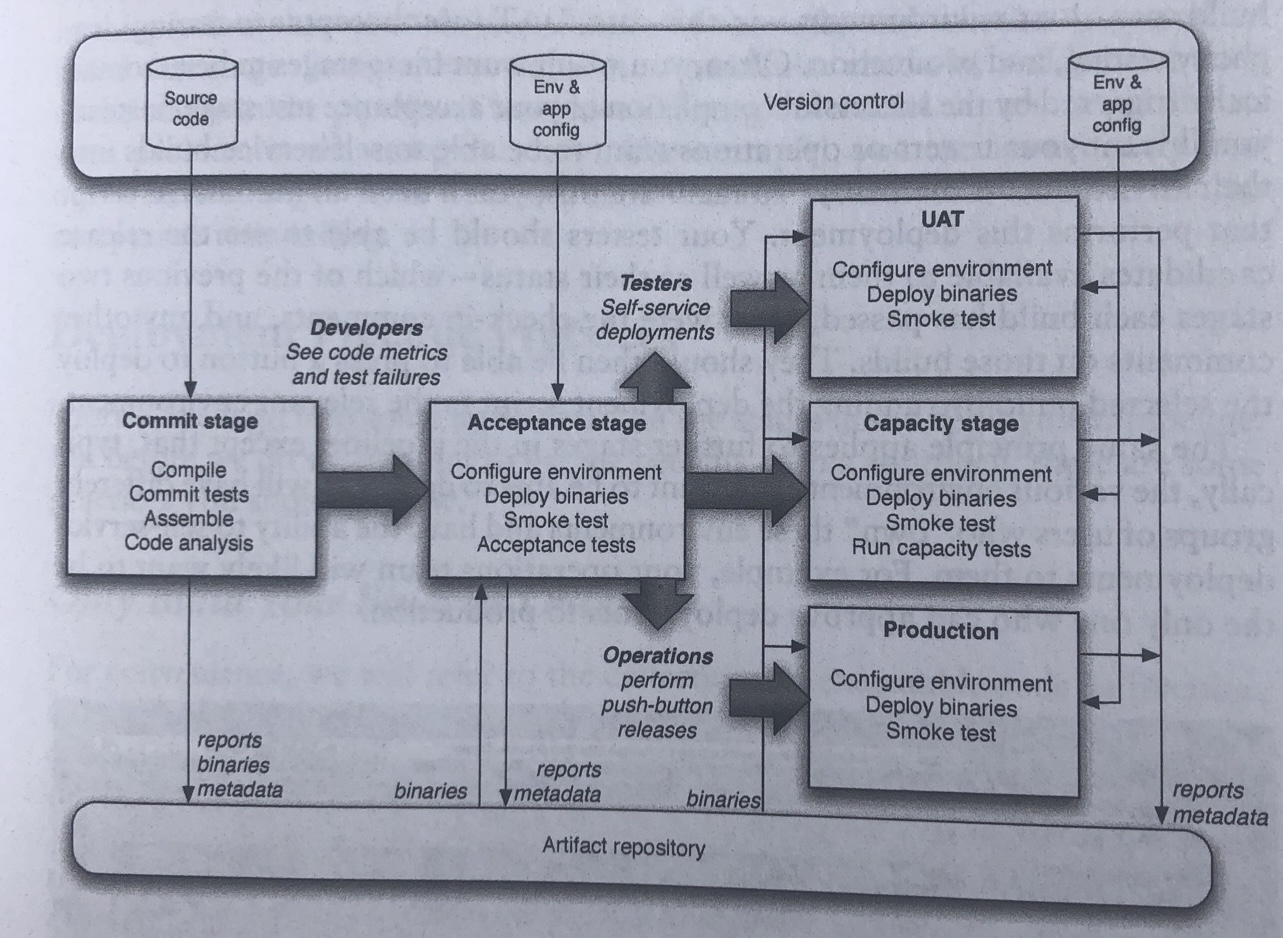 Source
code
Env &
app
config
Version control
Env &
app
config
UAT
Configure environment
Deploy binaries
Smoke test
Testers
Self-service
deployments
Developers
See code metrics
and test failures
Commit stage
Compile
Commit tests
Assemble
Code analysis
Acceptance stage
Configure environment
Deploy binaries
Smoke test
Acceptance tests
Capacity stage
Configure environment
Deploy binaries
Smoke test
Run capacity tests
Operations
perform
push-button
releases
Production
Configure environment
Deploy binaries
Smoke test
reports
binaries
metadata
binaries
reports
metadata
binaries
reports
metadata
Artifact repository